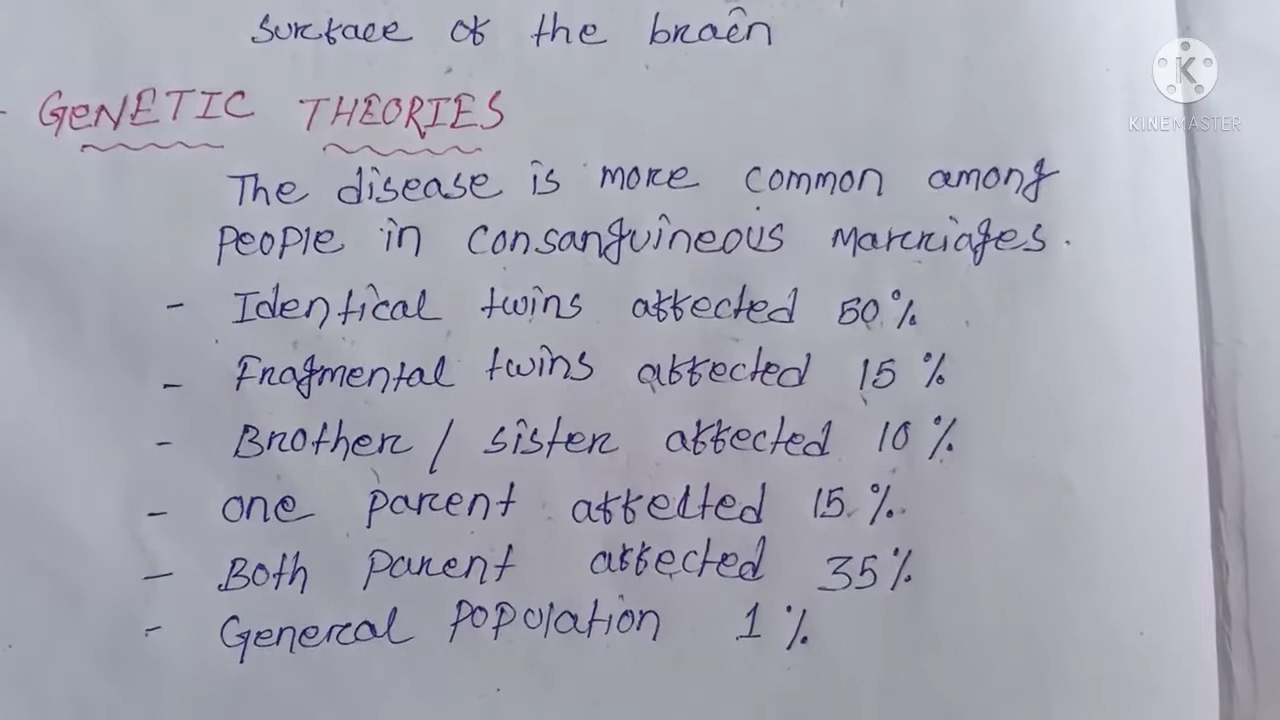 Surface of the brain
GeNETIC THEORIES
The disease is more common among
People in consanguineous Marriages.
- Identical twins affected 50%
- Fragmental twins affected 15%
- Brother / sister affected 10%
- one parent affected 15%
- Both parent affected 35%
- General population 1%
KINEMASTER